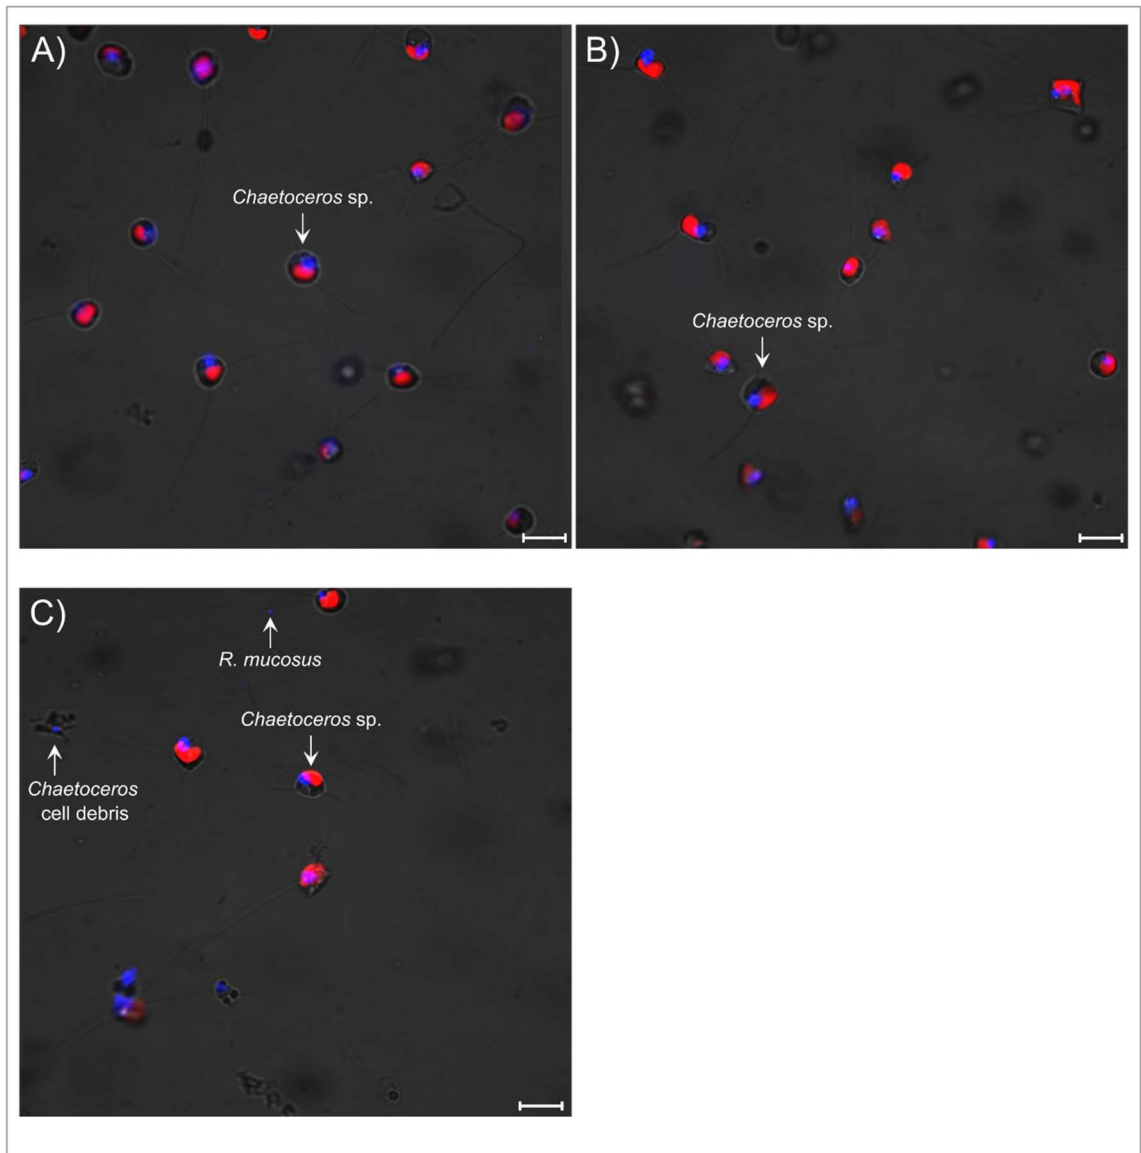 A)
Chaetoceros sp.
B)
Chaetoceros sp.
C)
R. mucosus
Chaetoceros sp.
Chaetoceros
cell debris